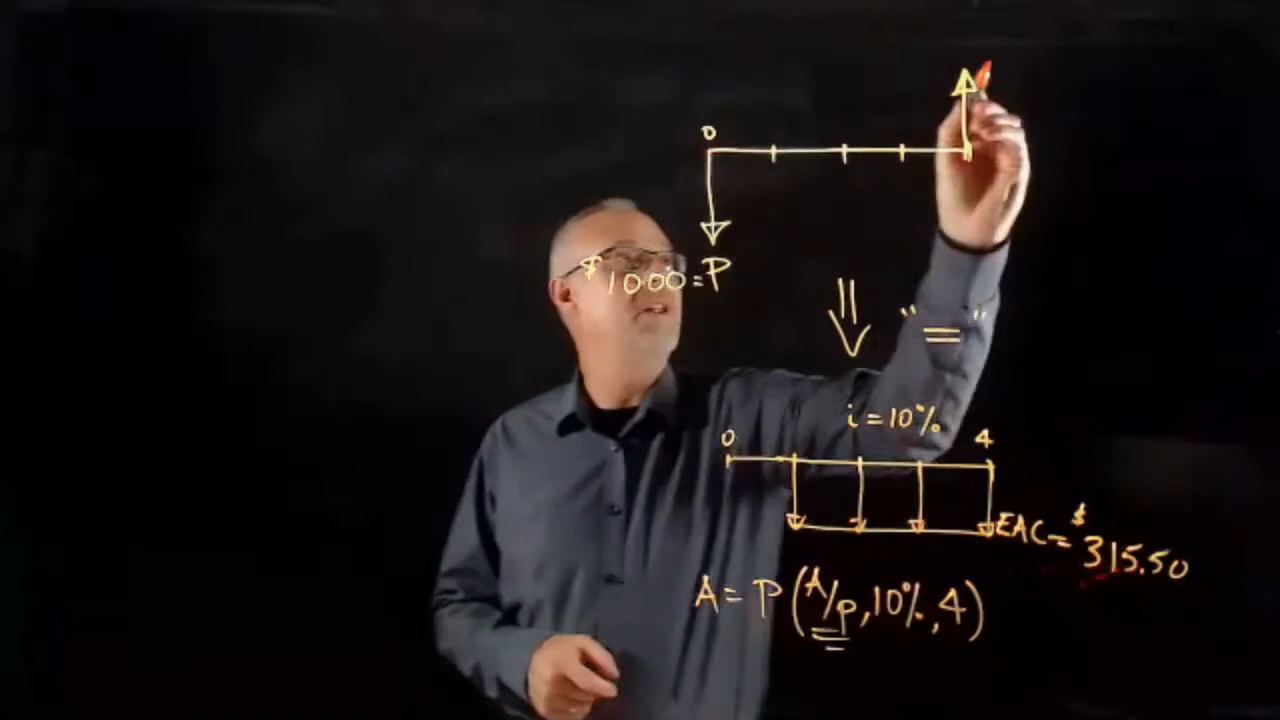 0
$1000 = P
" = "
i = 10%
0 4
EAC = $315.50
A = P (A/P, 10%, 4)